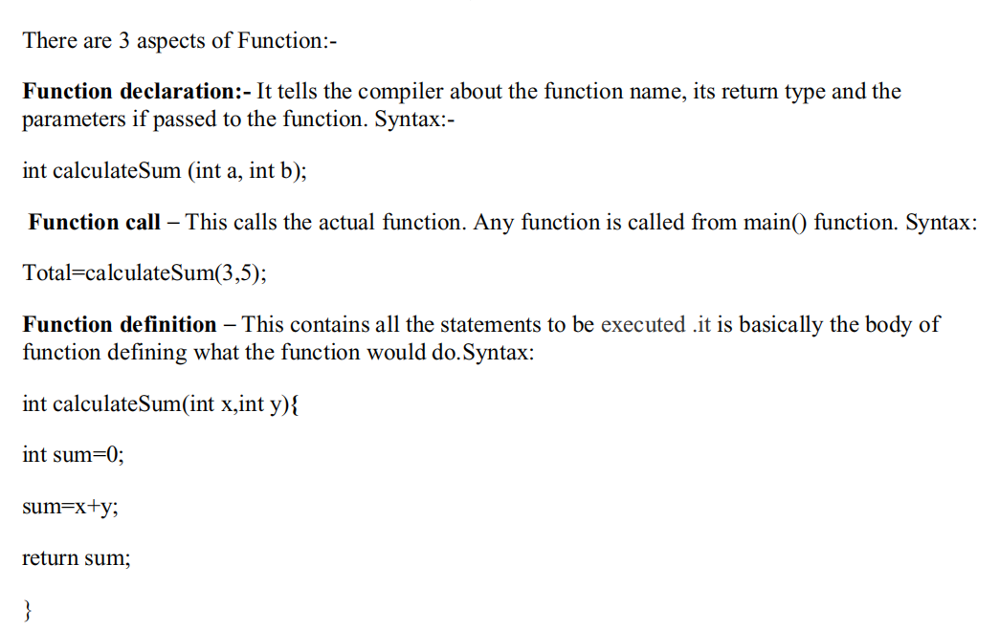 There are 3 aspects of Function:-
Function declaration:- It tells the compiler about the function name, its return type and the
parameters if passed to the function. Syntax:-
int calculateSum (int a, int b);
Function call – This calls the actual function. Any function is called from main() function. Syntax:
Total=calculateSum(3,5);
Function definition – This contains all the statements to be executed .it is basically the body of
function defining what the function would do.Syntax:
int calculateSum(int x,int y){
int sum=0;
sum=x+y;
return sum;
}